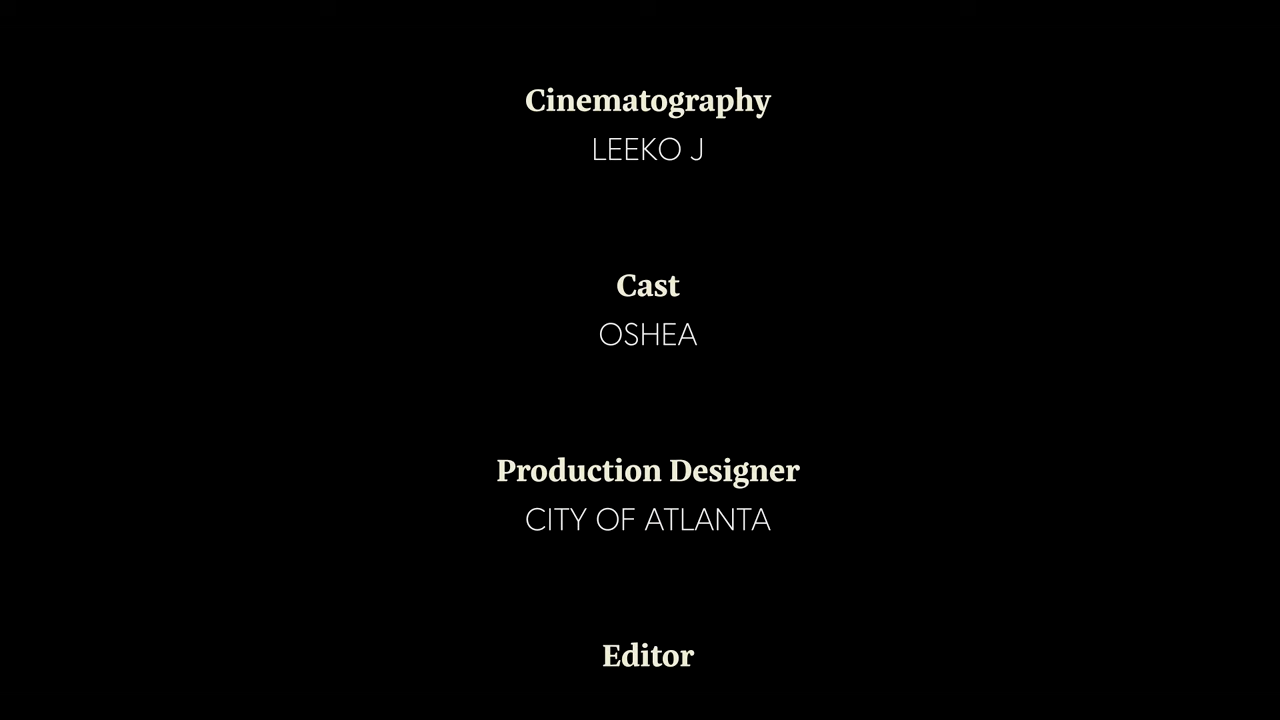 Cinematography
LEEKO J
Cast
OSHEA
Production Designer
CITY OF ATLANTA
Editor